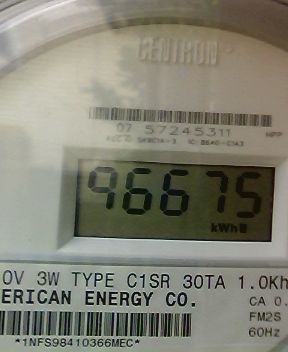 CENTRON
07 57245311
96675
kWh
0V 3W TYPE C1SR 30TA 1.0Kh
ERICAN ENERGY CO.
CA 0.
FM2S
60Hz
*1NFS98410366MEC*